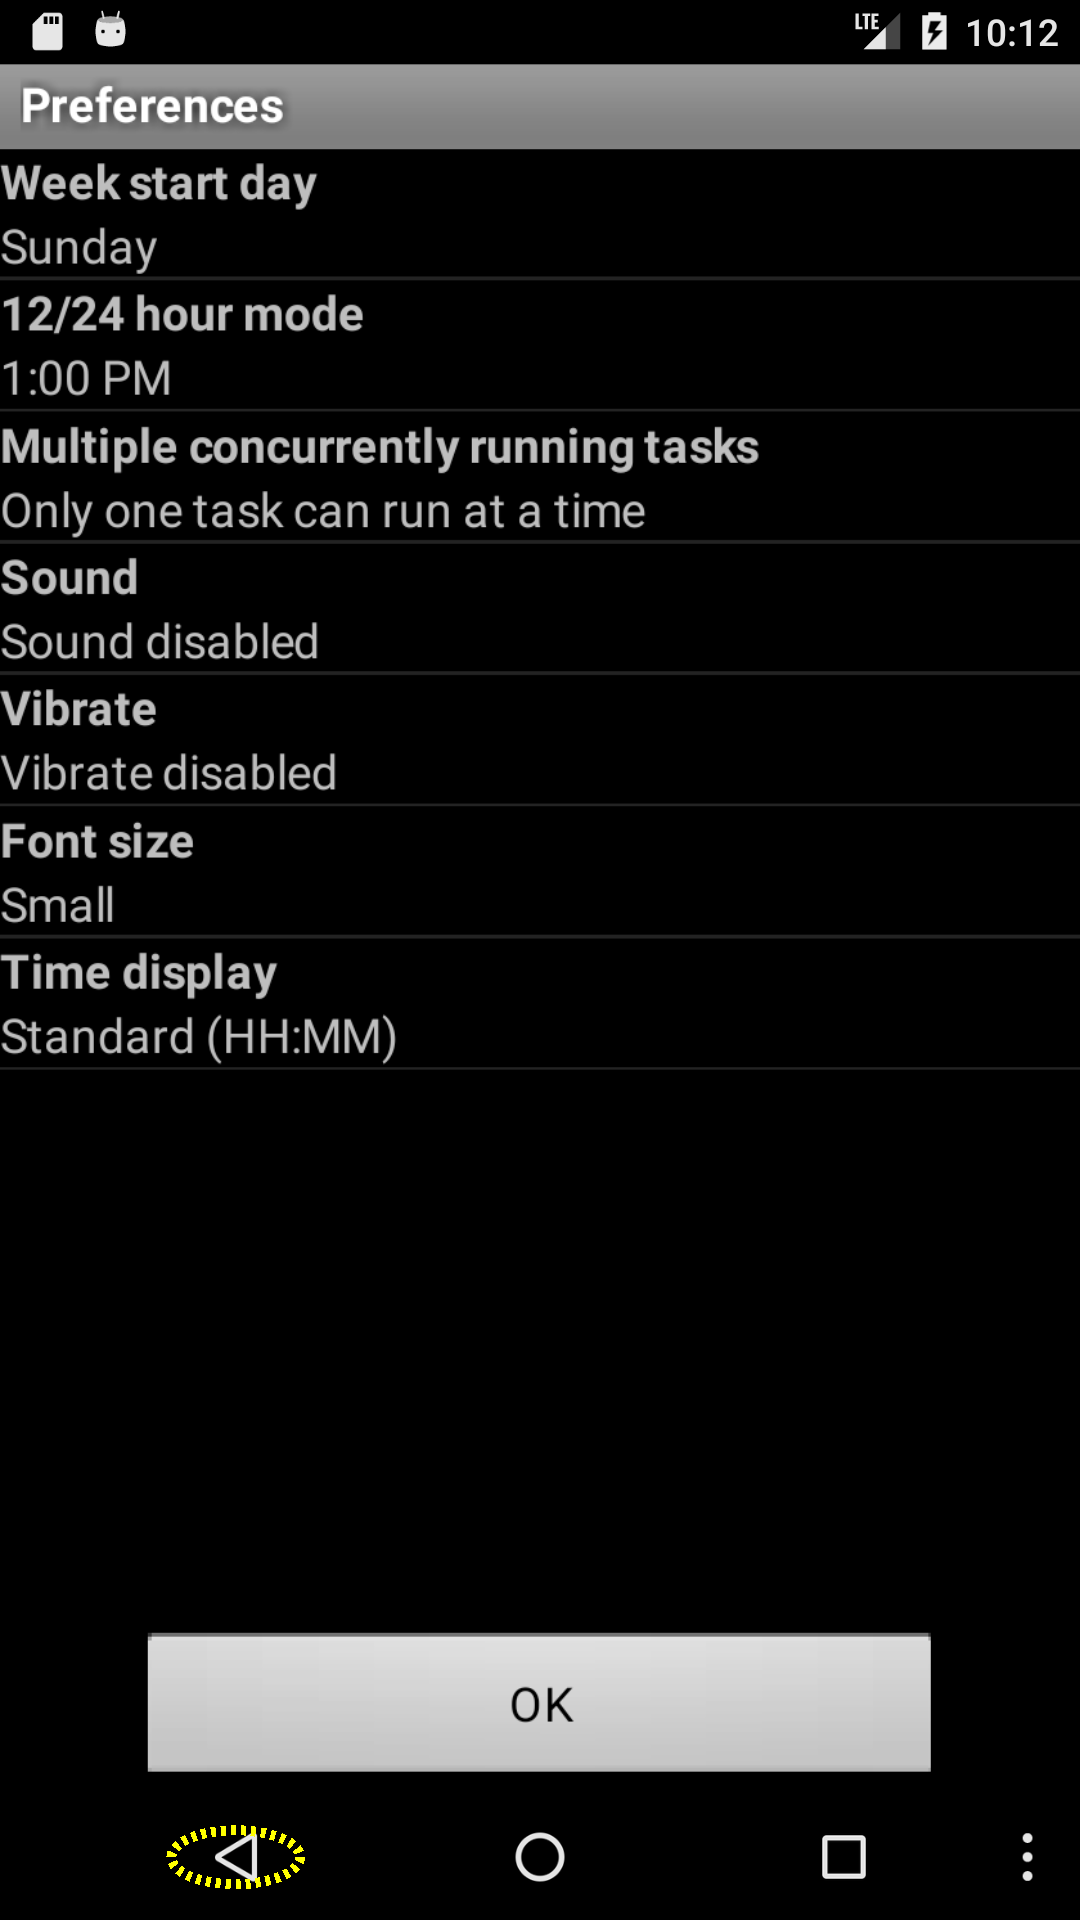 LTE 10:12
Preferences
Week start day
Sunday
12/24 hour mode
1:00 PM
Multiple concurrently running tasks
Only one task can run at a time
Sound
Sound disabled
Vibrate
Vibrate disabled
Font size
Small
Time display
Standard (HH:MM)
OK